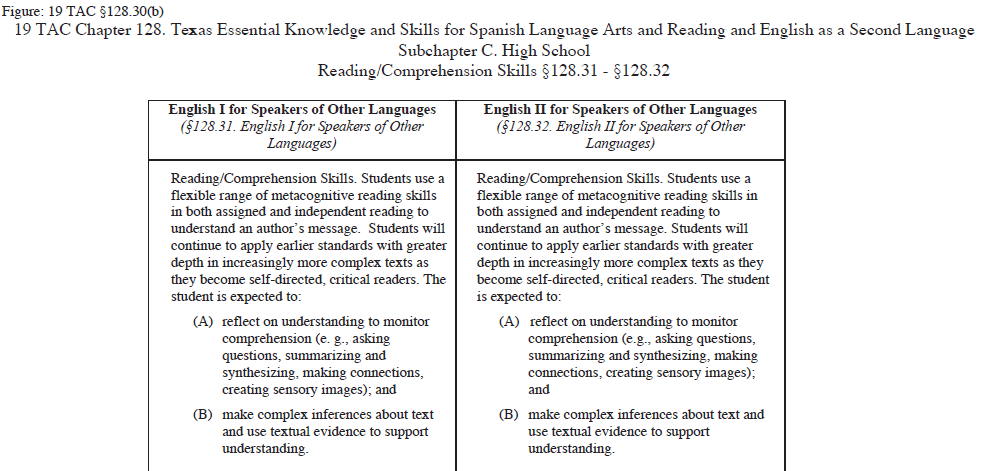 Figure: 19 TAC §128.30(b)
19 TAC Chapter 128. Texas Essential Knowledge and Skills for Spanish Language Arts and Reading and English as a Second Language
Subchapter C. High School
Reading/Comprehension Skills §128.31 - §128.32
English I for Speakers of Other Languages
(§128.31. English I for Speakers of Other
Languages)
Reading/Comprehension Skills. Students use a
flexible range of metacognitive reading skills
in both assigned and independent reading to
understand an author’s message.  Students will
continue to apply earlier standards with greater
depth in increasingly more complex texts as
they become self-directed, critical readers. The
student is expected to:
(A) reflect on understanding to monitor
comprehension (e. g., asking
questions, summarizing and
synthesizing, making connections,
creating sensory images); and
(B) make complex inferences about text
and use textual evidence to support
understanding.
English II for Speakers of Other Languages
(§128.32. English II for Speakers of Other
Languages)
Reading/Comprehension Skills. Students use a
flexible range of metacognitive reading skills in
both assigned and independent reading to
understand an author’s message. Students will
continue to apply earlier standards with greater
depth in increasingly more complex texts as they
become self-directed, critical readers. The student
is expected to:
(A) reflect on understanding to monitor
comprehension (e.g., asking questions,
summarizing and synthesizing, making
connections, creating sensory images);
and
(B) make complex inferences about text and
use textual evidence to support
understanding.